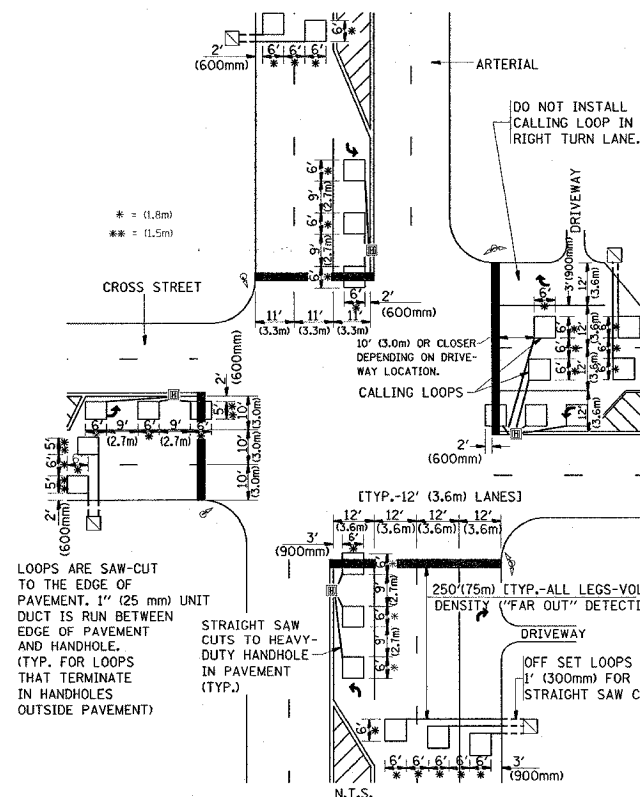 6' 6' 6'
* * *
6' *
2'
(600mm)
ARTERIAL
DO NOT INSTALL
CALLING LOOP IN
RIGHT TURN LANE.
DRIVEWAY
* = (1.8m)
** = (1.5m)
6' *
9' (2.7m)
6' *
9' (2.7m)
6' *
6'
*
2'
(600mm)
11' 11' 11'
(3.3m) (3.3m) (3.3m)
CROSS STREET
3' (900mm)
12' (3.6m)
6'
*
10' (3.0m) OR CLOSER
DEPENDING ON DRIVE-
WAY LOCATION.
CALLING LOOPS
6' * 6' * 6' *
12' (3.6m)
12' (3.6m)
12' (3.6m)
2'
(600mm)
H
2'
(600mm)
H
6' 9' 6' 9' 6'
* (2.7m) * (2.7m) *
5' **
10' (3.0m)
10' (3.0m)
10' (3.0m)
5' **
6' *
5' **
6'
2'
(600mm)
[TYP.-12' (3.6m) LANES]
12' 12' 12' 12'
(3.6m) (3.6m) (3.6m) (3.6m)
3'
(900mm)
6'
*
LOOPS ARE SAW-CUT
TO THE EDGE OF
PAVEMENT. 1" (25 mm) UNIT
DUCT IS RUN BETWEEN
EDGE OF PAVEMENT
AND HANDHOLE.
(TYP. FOR LOOPS
THAT TERMINATE
IN HANDHOLES
OUTSIDE PAVEMENT)
STRAIGHT SAW
CUTS TO HEAVY-
DUTY HANDHOLE
IN PAVEMENT
(TYP.)
H
6' *
9' (2.7m)
6' *
9' (2.7m)
6' *
250'(75m) [TYP.-ALL LEGS-VOL
DENSITY ("FAR OUT" DETECTI
DRIVEWAY
OFF SET LOOPS
1' (300mm) FOR
STRAIGHT SAW C
6' *
6' 6' 6' 6' 6'
* * * * *
3'
(900mm)
N.T.S.